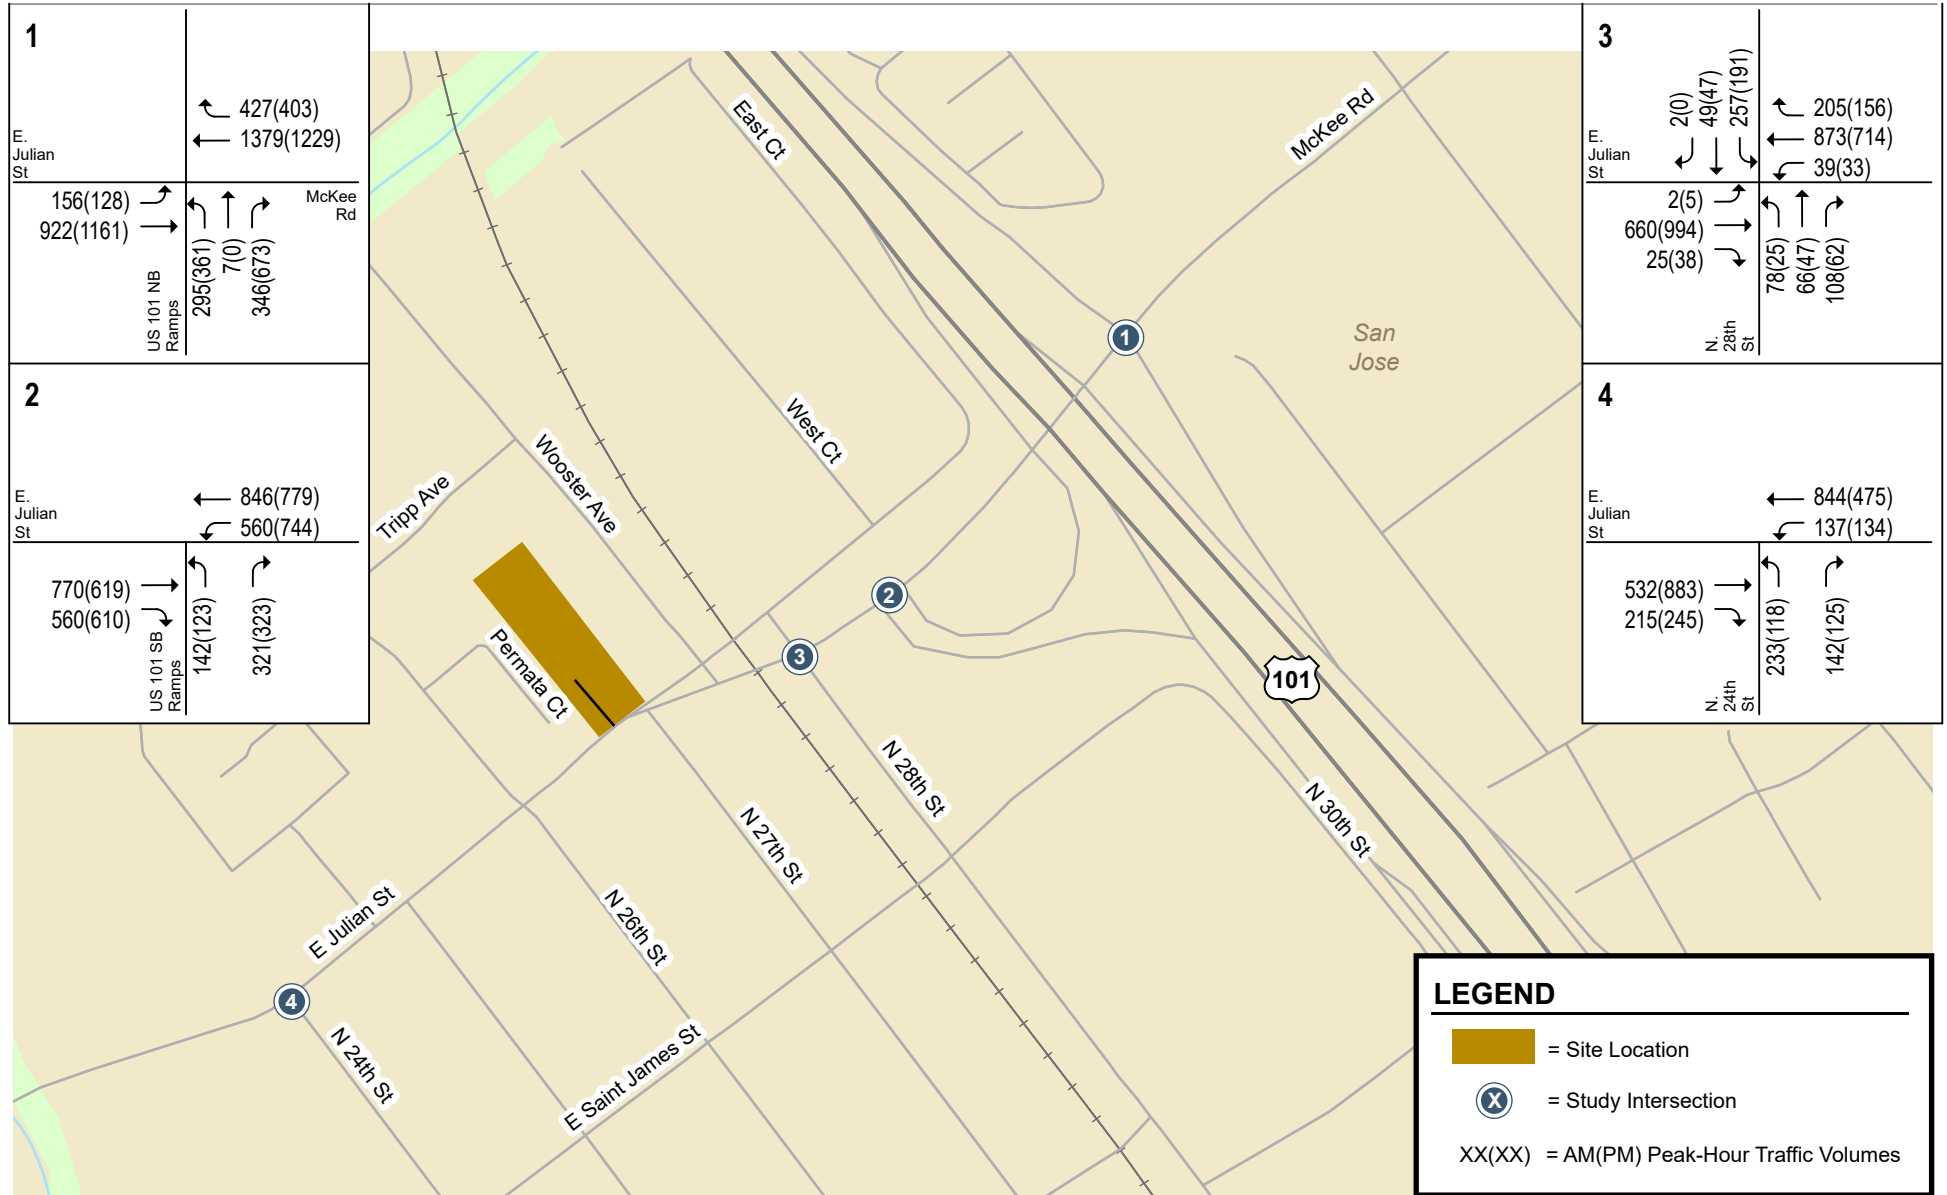 1
427(403)
1379(1229)
E.
Julian
St
156(128)
922(1161)
McKee
Rd
295(361)
7(0)
346(673)
US 101 NB
Ramps
2
846(779)
560(744)
E.
Julian
St
770(619)
560(610)
142(123)
321(323)
US 101 SB
Ramps
3
2(0)
49(47)
257(191)
205(156)
873(714)
39(33)
E.
Julian
St
2(5)
660(994)
25(38)
78(25)
66(47)
108(62)
N.
28th
St
4
844(475)
137(134)
E.
Julian
St
532(883)
215(245)
233(118)
142(125)
N.
24th
St
East Ct
McKee Rd
San
Jose
1
West Ct
Wooster Ave
Tripp Ave
2
3
Permata Ct
101
N 28th St
N 27th St
N 30th St
N 26th St
E Julian St
4
N 24th St
E Saint James St
LEGEND
= Site Location
X = Study Intersection
XX(XX) = AM(PM) Peak-Hour Traffic Volumes